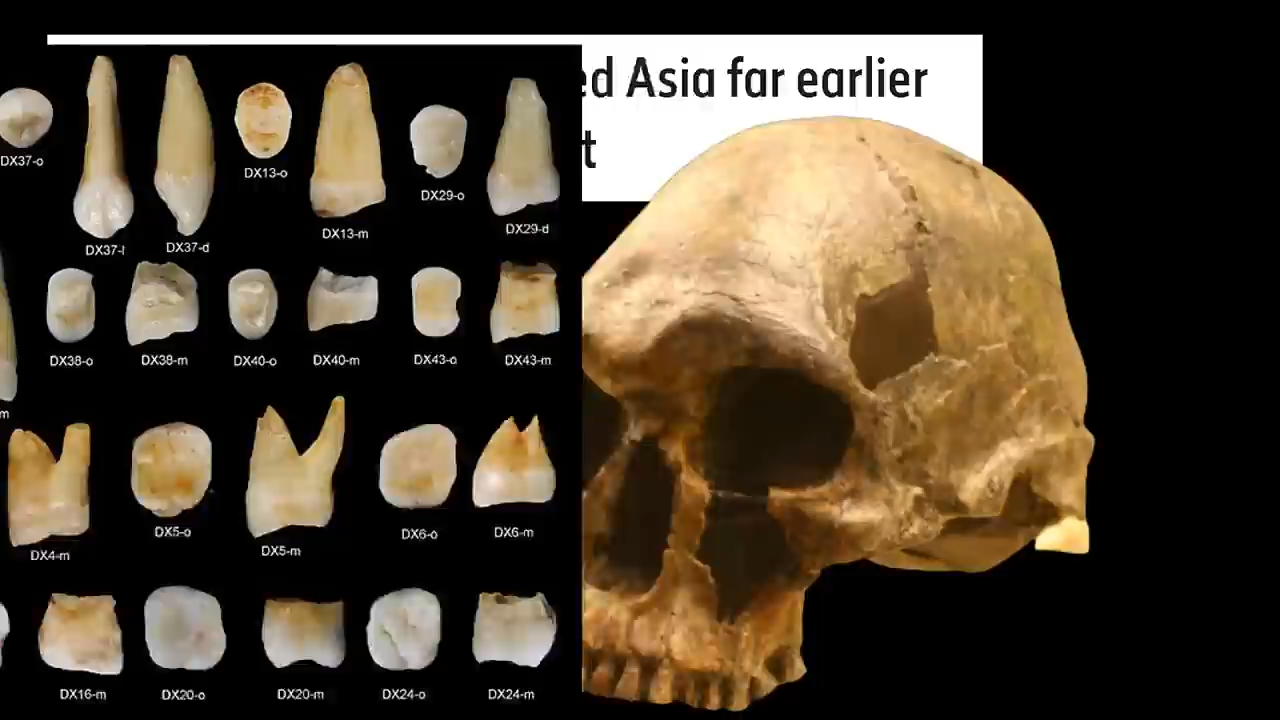 ed Asia far earlier
t
DX37-o
DX37-l
DX37-d
DX13-o
DX13-m
DX29-o
DX29-d
DX38-o
DX38-m
DX40-o
DX40-m
DX43-o
DX43-m
m
DX4-m
DX5-o
DX5-m
DX6-o
DX6-m
DX16-m
DX20-o
DX20-m
DX24-o
DX24-m